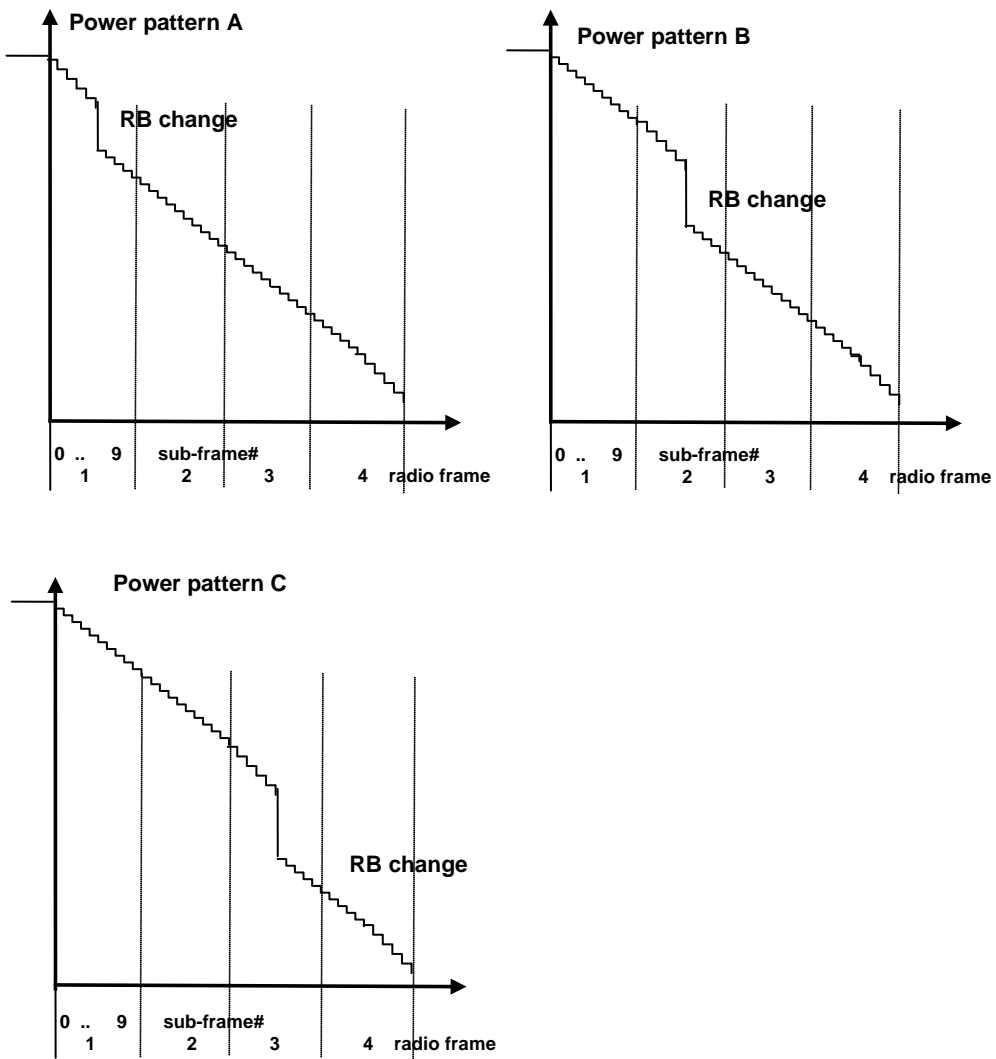 Power pattern A
RB change
0 .. 9 sub-frame#
1 2 3 4 radio frame
Power pattern B
RB change
0 .. 9 sub-frame#
1 2 3 4 radio frame
Power pattern C
RB change
0 .. 9 sub-frame#
1 2 3 4 radio frame